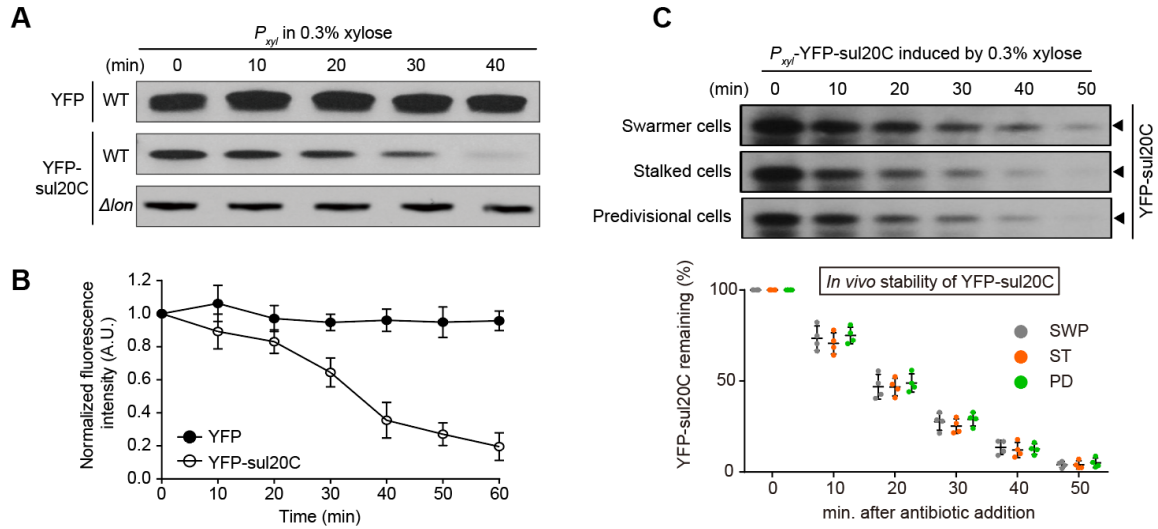 A
P_xyl in 0.3% xylose
(min) 0 10 20 30 40
YFP WT
YFP-
sul20C
WT
Δlon
B
Normalized fluorescence
intensity (A.U.)
1.2
1.0
0.8
0.6
0.4
0.2
0.0
YFP
YFP-sul20C
0 10 20 30 40 50 60
Time (min)
C
P_xyl-YFP-sul20C induced by 0.3% xylose
(min) 0 10 20 30 40 50
Swarmer cells
Stalked cells
Predivisional cells
YFP-sul20C
In vivo stability of YFP-sul20C
YFP-sul20C remaining (%)
100
50
0
SWP
ST
PD
0 10 20 30 40 50
min. after antibiotic addition